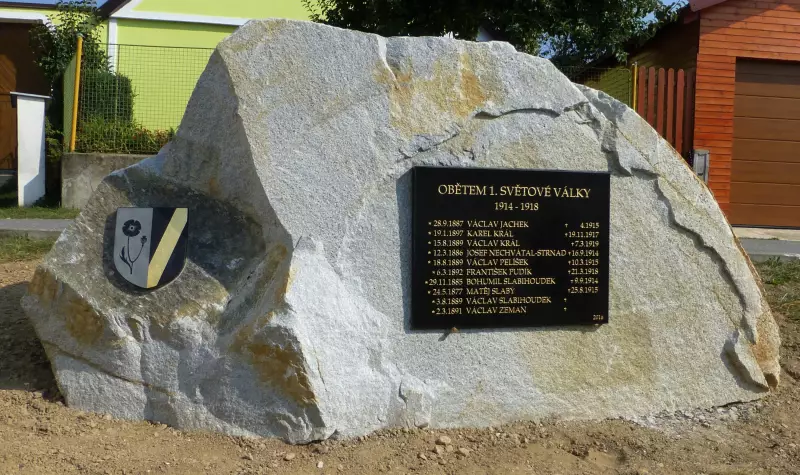 OBĚTEM 1. SVĚTOVÉ VÁLKY
1914 - 1918
* 28.9.1887 VÁCLAV JACHEK + 4.1915
* 19.1.1897 KAREL KRÁL +19.11.1917
* 15.8.1889 VÁCLAV KRÁL +7.3.1919
* 12.3.1886 JOSEF NECHVÁTAL-STRNAD +16.9.1914
* 18.8.1889 VÁCLAV PELÍŠEK +10.3.1915
* 6.3.1892 FRANTIŠEK PUDIK +21.3.1918
* 29.11.1885 BOHUMIL SLABIHOUDEK +9.9.1914
* 24.5.1877 MATĚJ SLABY +25.8.1915
* 3.8.1889 VÁCLAV SLABIHOUDEK +
* 2.3.1891 VÁCLAV ZEMAN +
2016